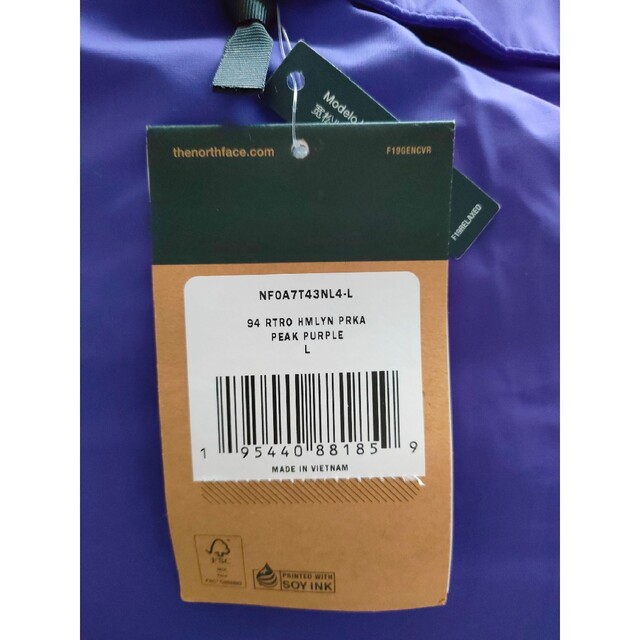 Modelo
thenorthface.com
F19GENCVR
F19RELAXED
NF0A7T43NL4-L
94 RTRO HMLYN PRKA
PEAK PURPLE
L
1 95440 88185 9
MADE IN VIETNAM
FSC
PRINTED WITH
SOY INK